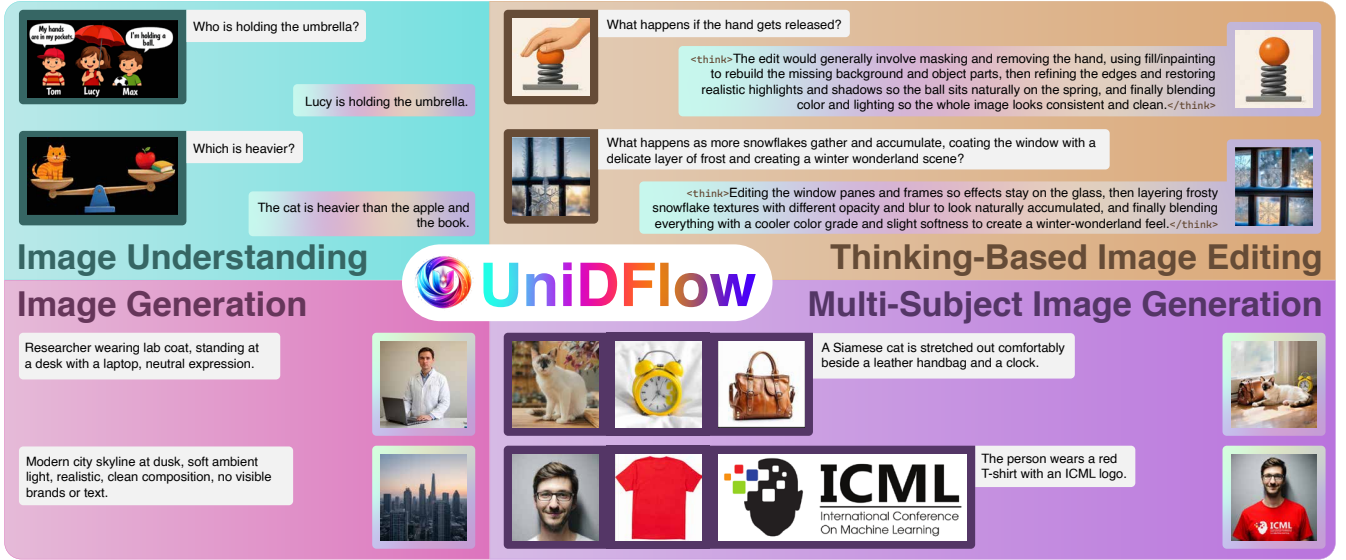 My hands
are in my pockets.
I'm holding a
ball.
Tom
Lucy
Max
Who is holding the umbrella?
Lucy is holding the umbrella.
Which is heavier?
The cat is heavier than the apple and
the book.
Image Understanding
What happens if the hand gets released?
<think>The edit would generally involve masking and removing the hand, using fill/inpainting
to rebuild the missing background and object parts, then refining the edges and restoring
realistic highlights and shadows so the ball sits naturally on the spring, and finally blending
color and lighting so the whole image looks consistent and clean.</think>
What happens as more snowflakes gather and accumulate, coating the window with a
delicate layer of frost and creating a winter wonderland scene?
<think>Editing the window panes and frames so effects stay on the glass, then layering frosty
snowflake textures with different opacity and blur to look naturally accumulated, and finally blending
everything with a cooler color grade and slight softness to create a winter-wonderland feel.</think>
Thinking-Based Image Editing
UniDFlow
Image Generation
Researcher wearing lab coat, standing at
a desk with a laptop, neutral expression.
Modern city skyline at dusk, soft ambient
light, realistic, clean composition, no visible
brands or text.
Multi-Subject Image Generation
A Siamese cat is stretched out comfortably
beside a leather handbag and a clock.
ICML
International Conference
On Machine Learning
The person wears a red
T-shirt with an ICML logo.
ICML